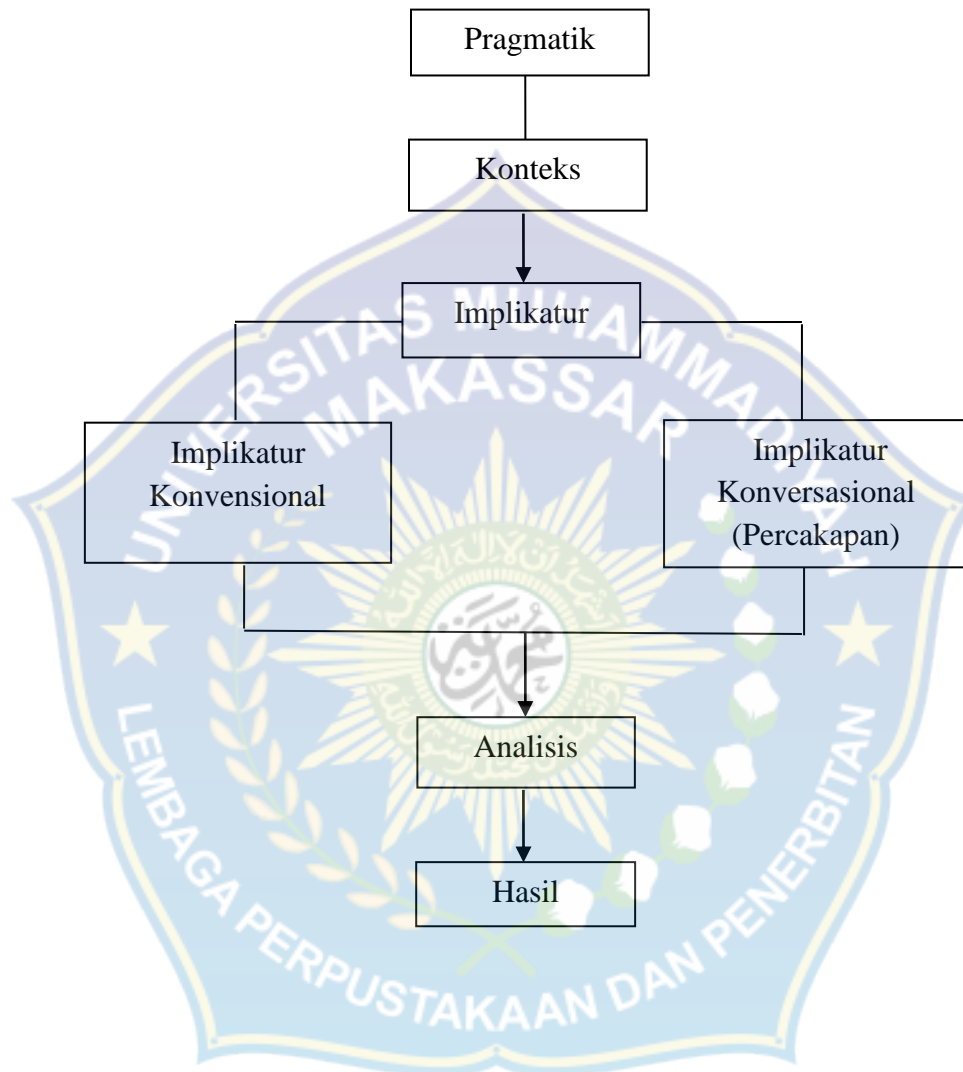 Pragmatik
Konteks
Implikatur
UNIVERSITAS MUHAMMADIYAH
MAKASSAR
Implikatur
Konvensional
Implikatur
Konversasional
(Percakapan)
Analisis
Hasil
LEMBAGA PERPUSTAKAAN DAN PENERBITAN